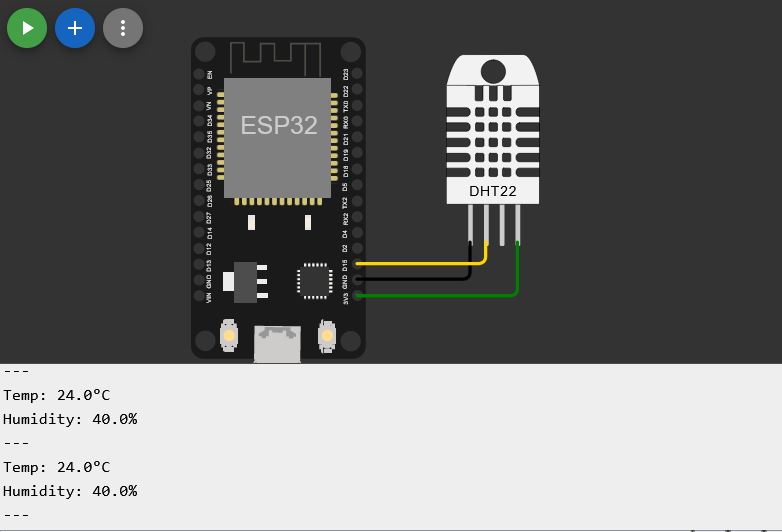 ESP32
EN
VP
VN
D34
D35
D32
D33
D25
D26
D27
D14
D12
D13
GND
VIN
D23
D22
TX0
RX0
D21
D19
D18
D5
TX2
RX2
D4
D2
D15
GND
3V3
DHT22
---
Temp: 24.0°C
Humidity: 40.0%
---
Temp: 24.0°C
Humidity: 40.0%
---